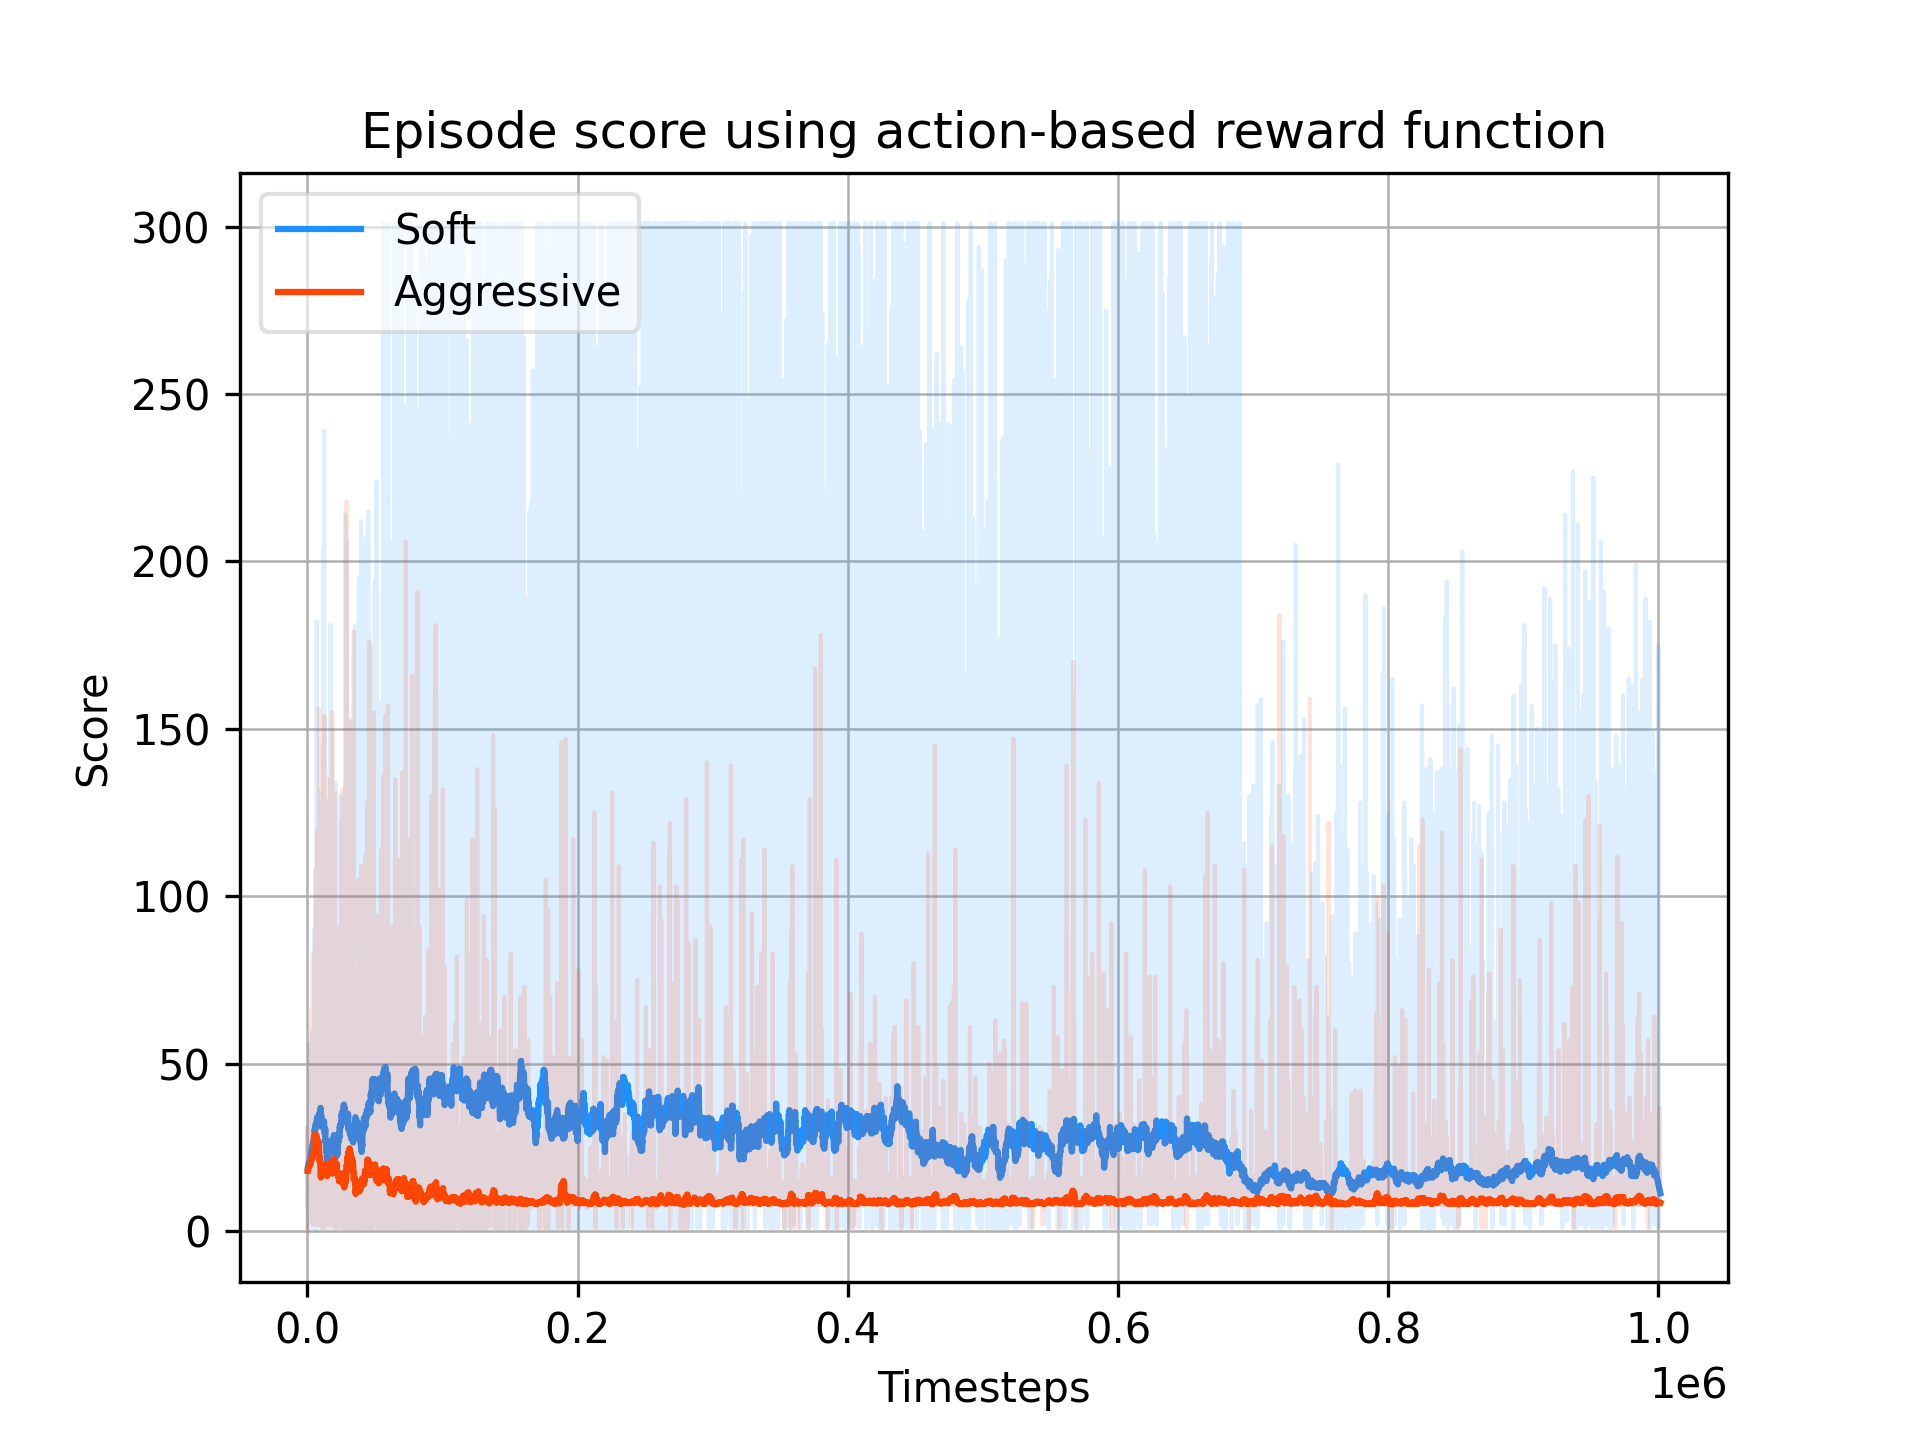 Episode score using action-based reward function
Soft
Aggressive
300
250
200
150
100
50
0
Score
0.0 0.2 0.4 0.6 0.8 1.0
1e6
Timesteps